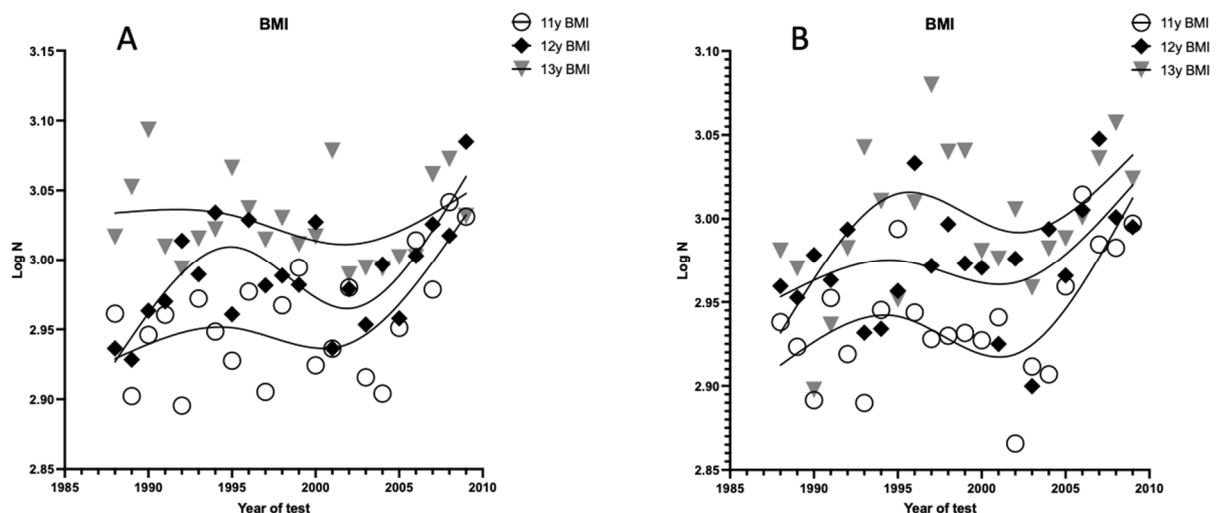 A
BMI
11y BMI
12y BMI
13y BMI
3.15
3.10
3.05
3.00
2.95
2.90
2.85
Log N
1985 1990 1995 2000 2005 2010
Year of test
B
BMI
11y BMI
12y BMI
13y BMI
3.10
3.05
3.00
2.95
2.90
2.85
Log N
1985 1990 1995 2000 2005 2010
Year of test